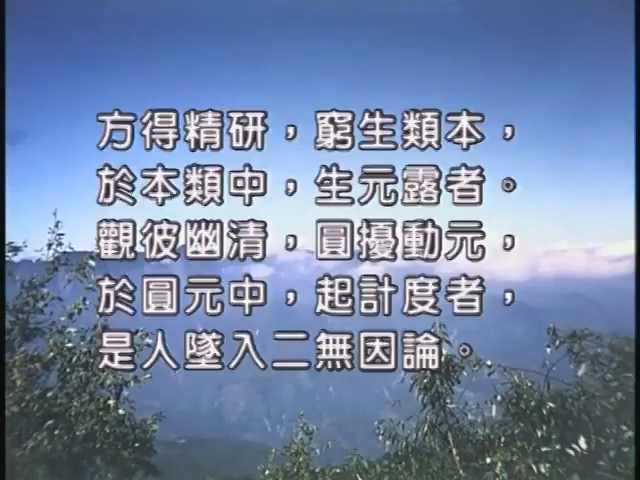 方得精研，窮生類本，
於本類中，生元露者。
觀彼幽清，圓擾動元，
於圓元中，起計度者，
是人墜入二無因論。